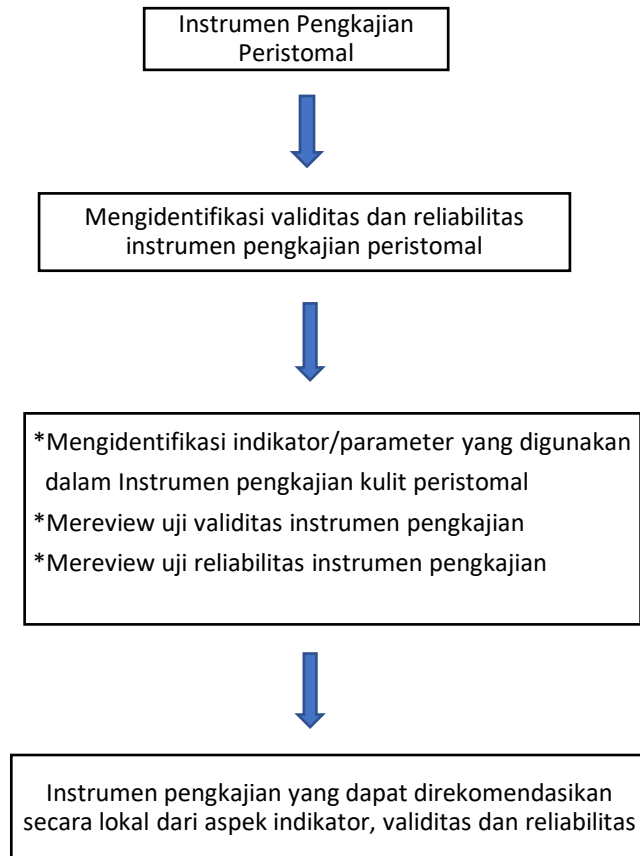 Instrumen Pengkajian
Peristomal
Mengidentifikasi validitas dan reliabilitas
instrumen pengkajian peristomal
*Mengidentifikasi indikator/parameter yang digunakan
dalam Instrumen pengkajian kulit peristomal
*Mereview uji validitas instrumen pengkajian
*Mereview uji reliabilitas instrumen pengkajian
Instrumen pengkajian yang dapat direkomendasikan
secara lokal dari aspek indikator, validitas dan reliabilitas